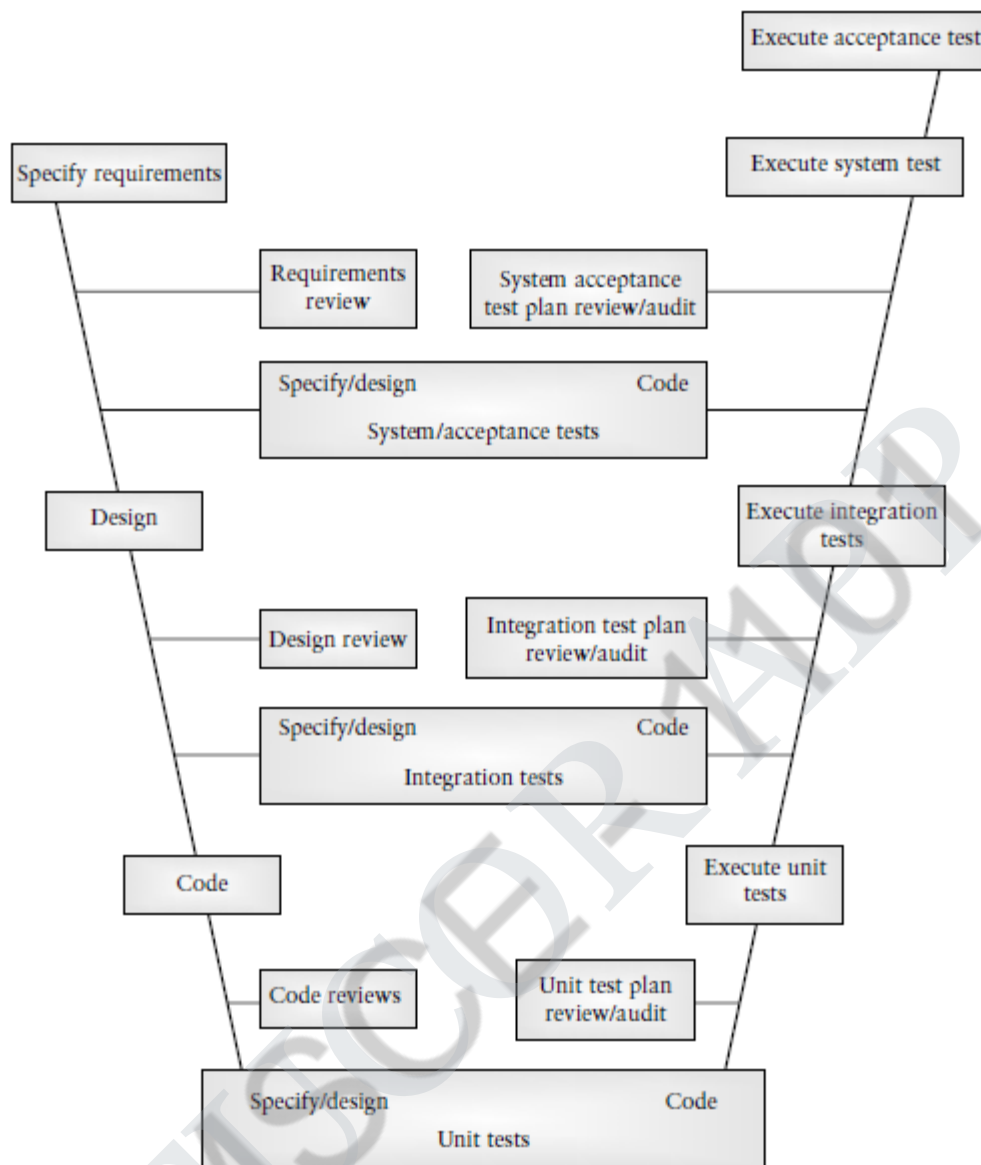 Execute acceptance test
Specify requirements
Execute system test
Requirements
review
System acceptance
test plan review/audit
Specify/design Code
System/acceptance tests
Design
Execute integration
tests
Design review
Integration test plan
review/audit
Specify/design Code
Integration tests
Code
Execute unit
tests
Code reviews
Unit test plan
review/audit
Specify/design Code
Unit tests